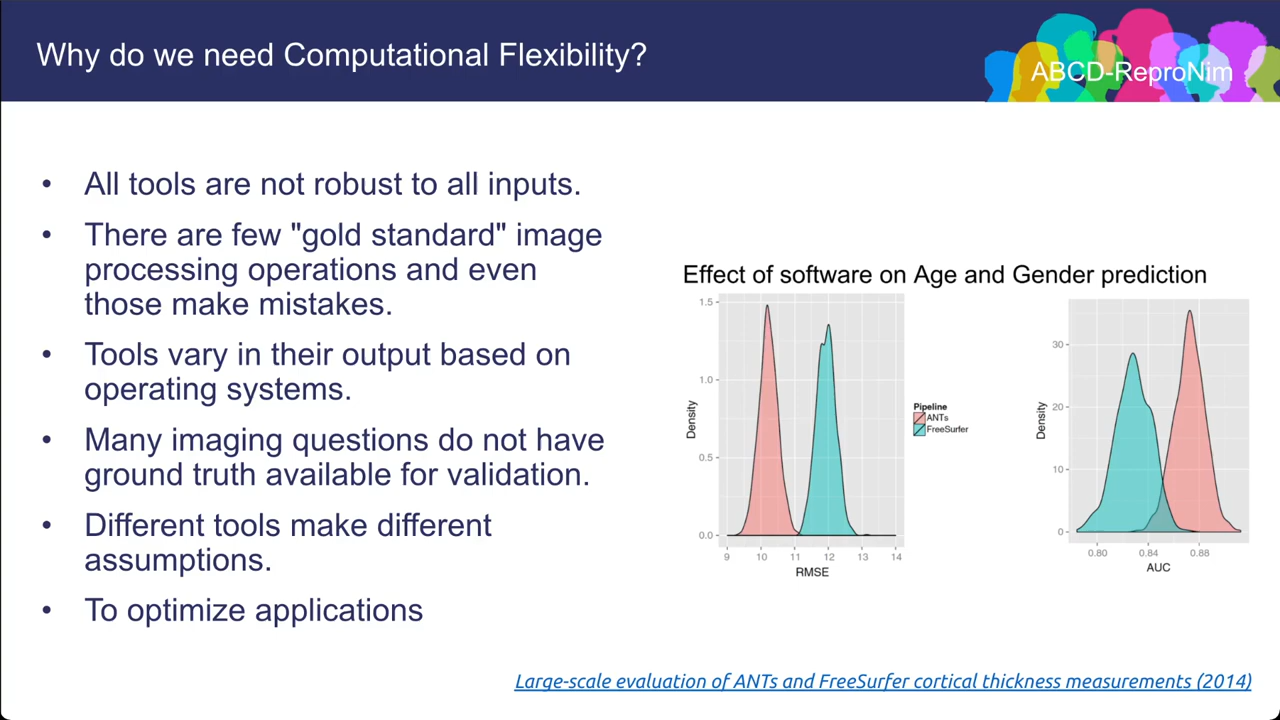 Why do we need Computational Flexibility?
ABCD-ReproNim
• All tools are not robust to all inputs.
• There are few "gold standard" image
processing operations and even
those make mistakes.
• Tools vary in their output based on
operating systems.
• Many imaging questions do not have
ground truth available for validation.
• Different tools make different
assumptions.
• To optimize applications
Effect of software on Age and Gender prediction
1.5
1.0
0.5
0.0
Density
9 10 11 12 13 14
RMSE
Pipeline
ANTs
FreeSurfer
30
20
10
0
Density
0.80 0.84 0.88
AUC
Large-scale evaluation of ANTs and FreeSurfer cortical thickness measurements (2014)